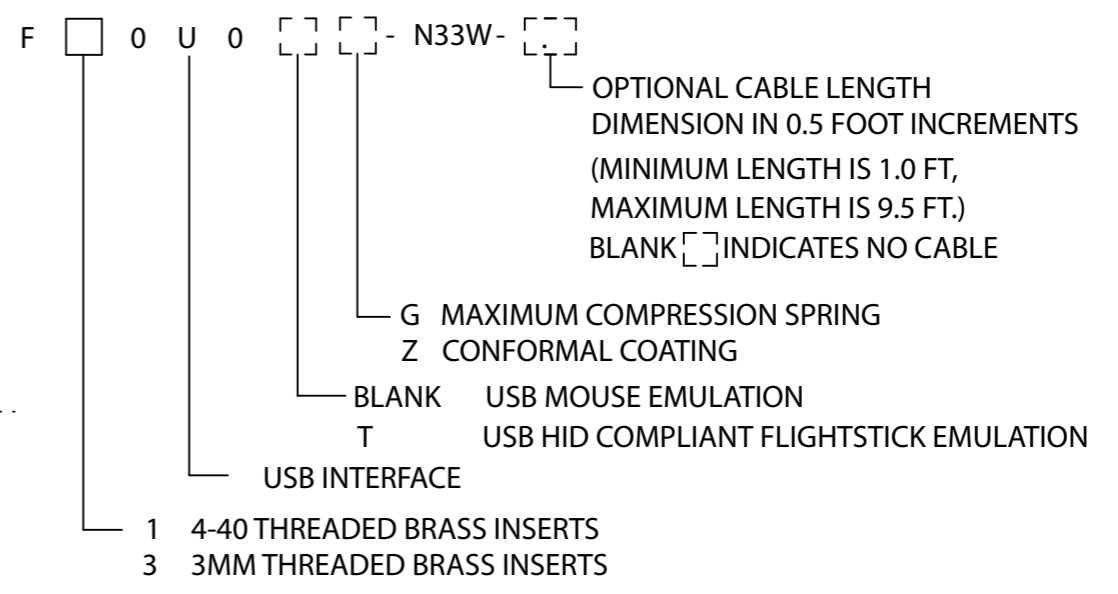 F 0 U 0 - N33W- .
OPTIONAL CABLE LENGTH
DIMENSION IN 0.5 FOOT INCREMENTS
(MINIMUM LENGTH IS 1.0 FT,
MAXIMUM LENGTH IS 9.5 FT.)
BLANK INDICATES NO CABLE
G MAXIMUM COMPRESSION SPRING
Z CONFORMAL COATING
BLANK USB MOUSE EMULATION
T USB HID COMPLIANT FLIGHTSTICK EMULATION
USB INTERFACE
1 4-40 THREADED BRASS INSERTS
3 3MM THREADED BRASS INSERTS